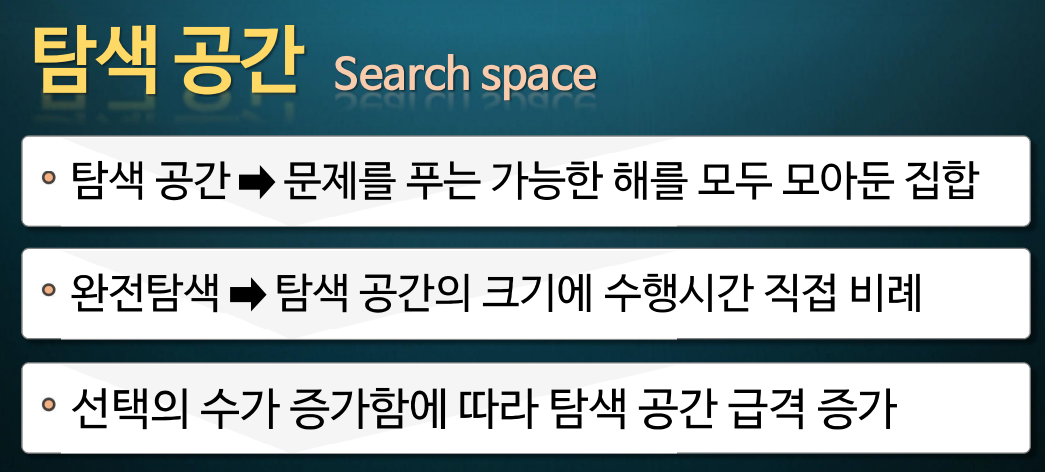 탐색 공간 Search space
• 탐색 공간 ➡ 문제를 푸는 가능한 해를 모두 모아둔 집합
• 완전탐색 ➡ 탐색 공간의 크기에 수행시간 직접 비례
• 선택의 수가 증가함에 따라 탐색 공간 급격 증가